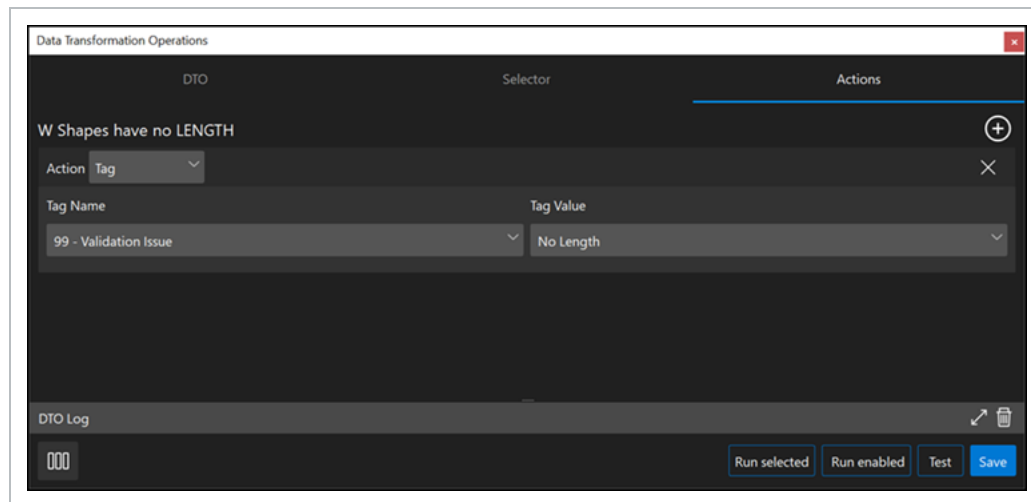 Data Transformation Operations
DTO Selector Actions
W Shapes have no LENGTH
Action Tag
Tag Name Tag Value
99 - Validation Issue No Length
DTO Log
Run selected Run enabled Test Save